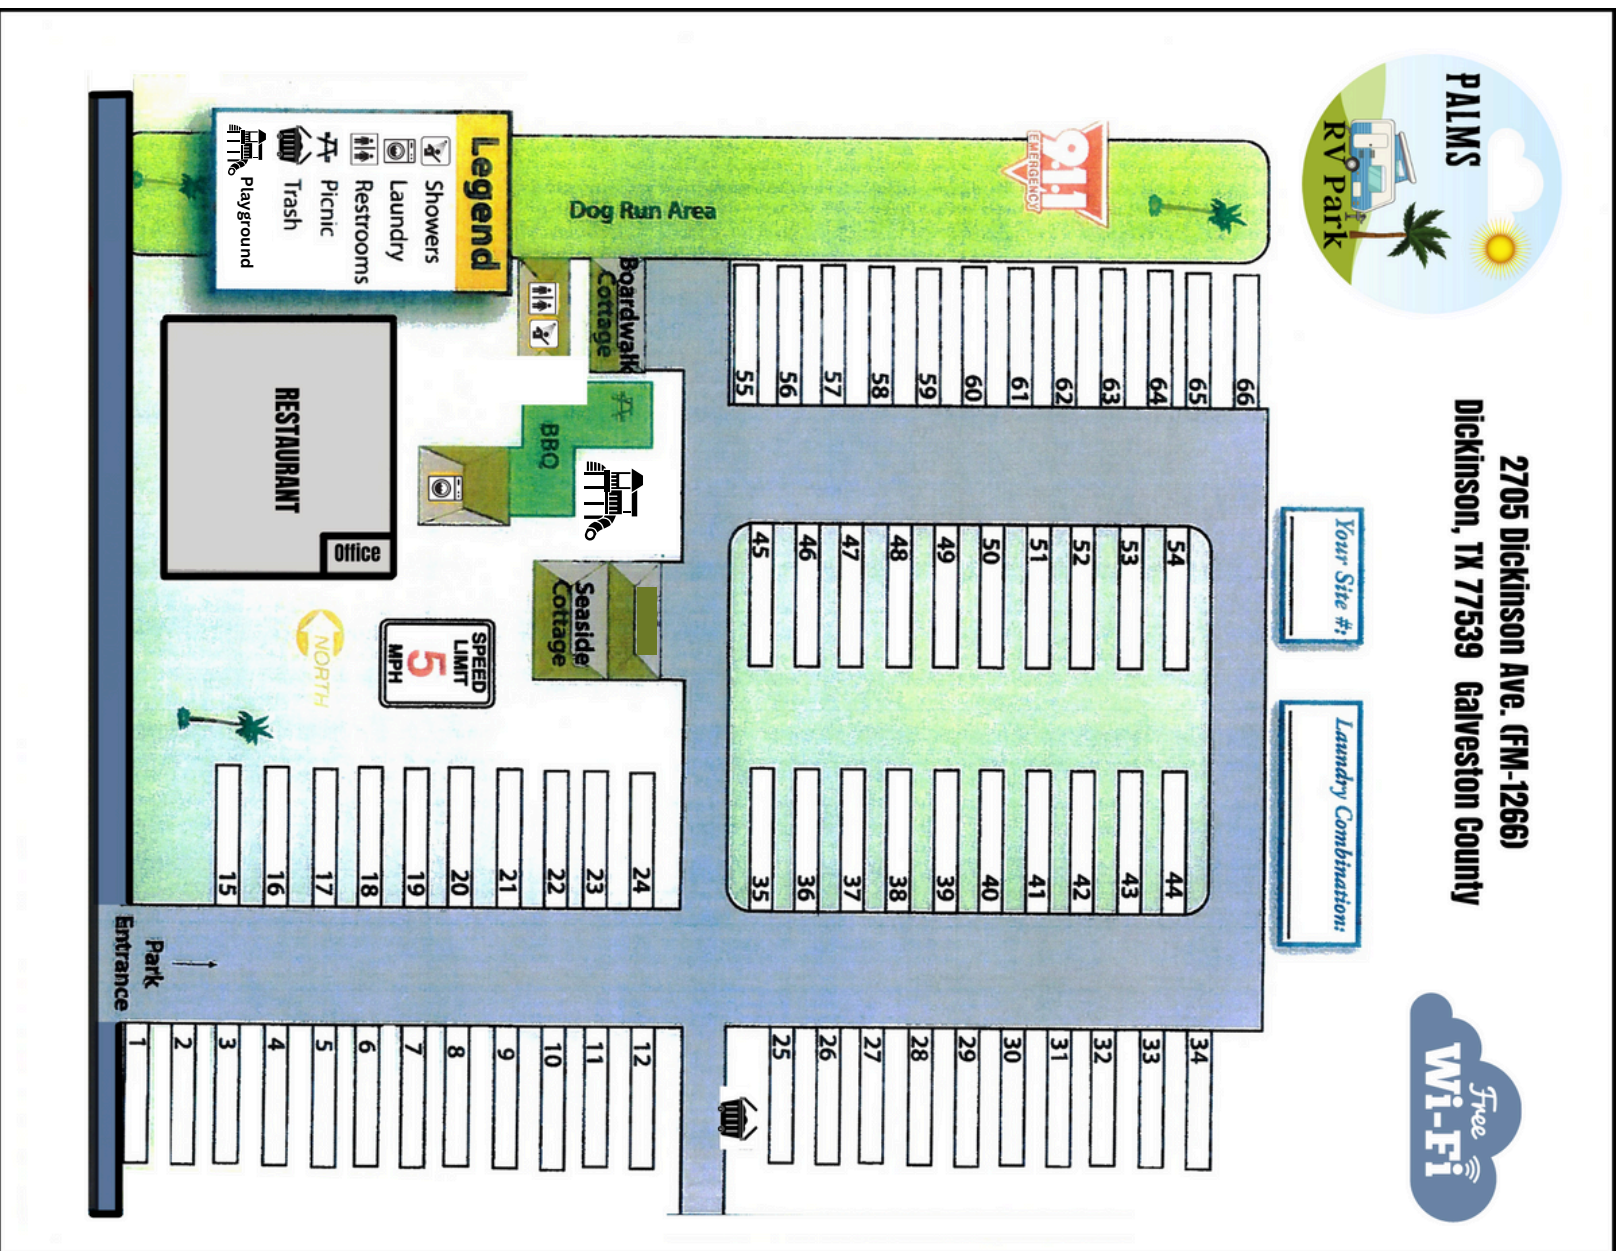 PALMS
RV Park
2705 Dickinson Ave. (FM-1266)
Dickinson, TX 77539 Galveston County
Free
Wi-Fi
Your Site #:
Laundry Combination:
911
EMERGENCY
Dog Run Area
66
65
64
63
62
61
60
59
58
57
56
55
54
53
52
51
50
49
48
47
46
45
44
43
42
41
40
39
38
37
36
35
34
33
32
31
30
29
28
27
26
25
Boardwalk
Cottage
BBQ
Seaside
Cottage
Legend
Showers
Laundry
Restrooms
Picnic
Trash
Playground
RESTAURANT
Office
SPEED
LIMIT
5
MPH
NORTH
24
23
22
21
20
19
18
17
16
15
12
11
10
9
8
7
6
5
4
3
2
1
Park
Entrance